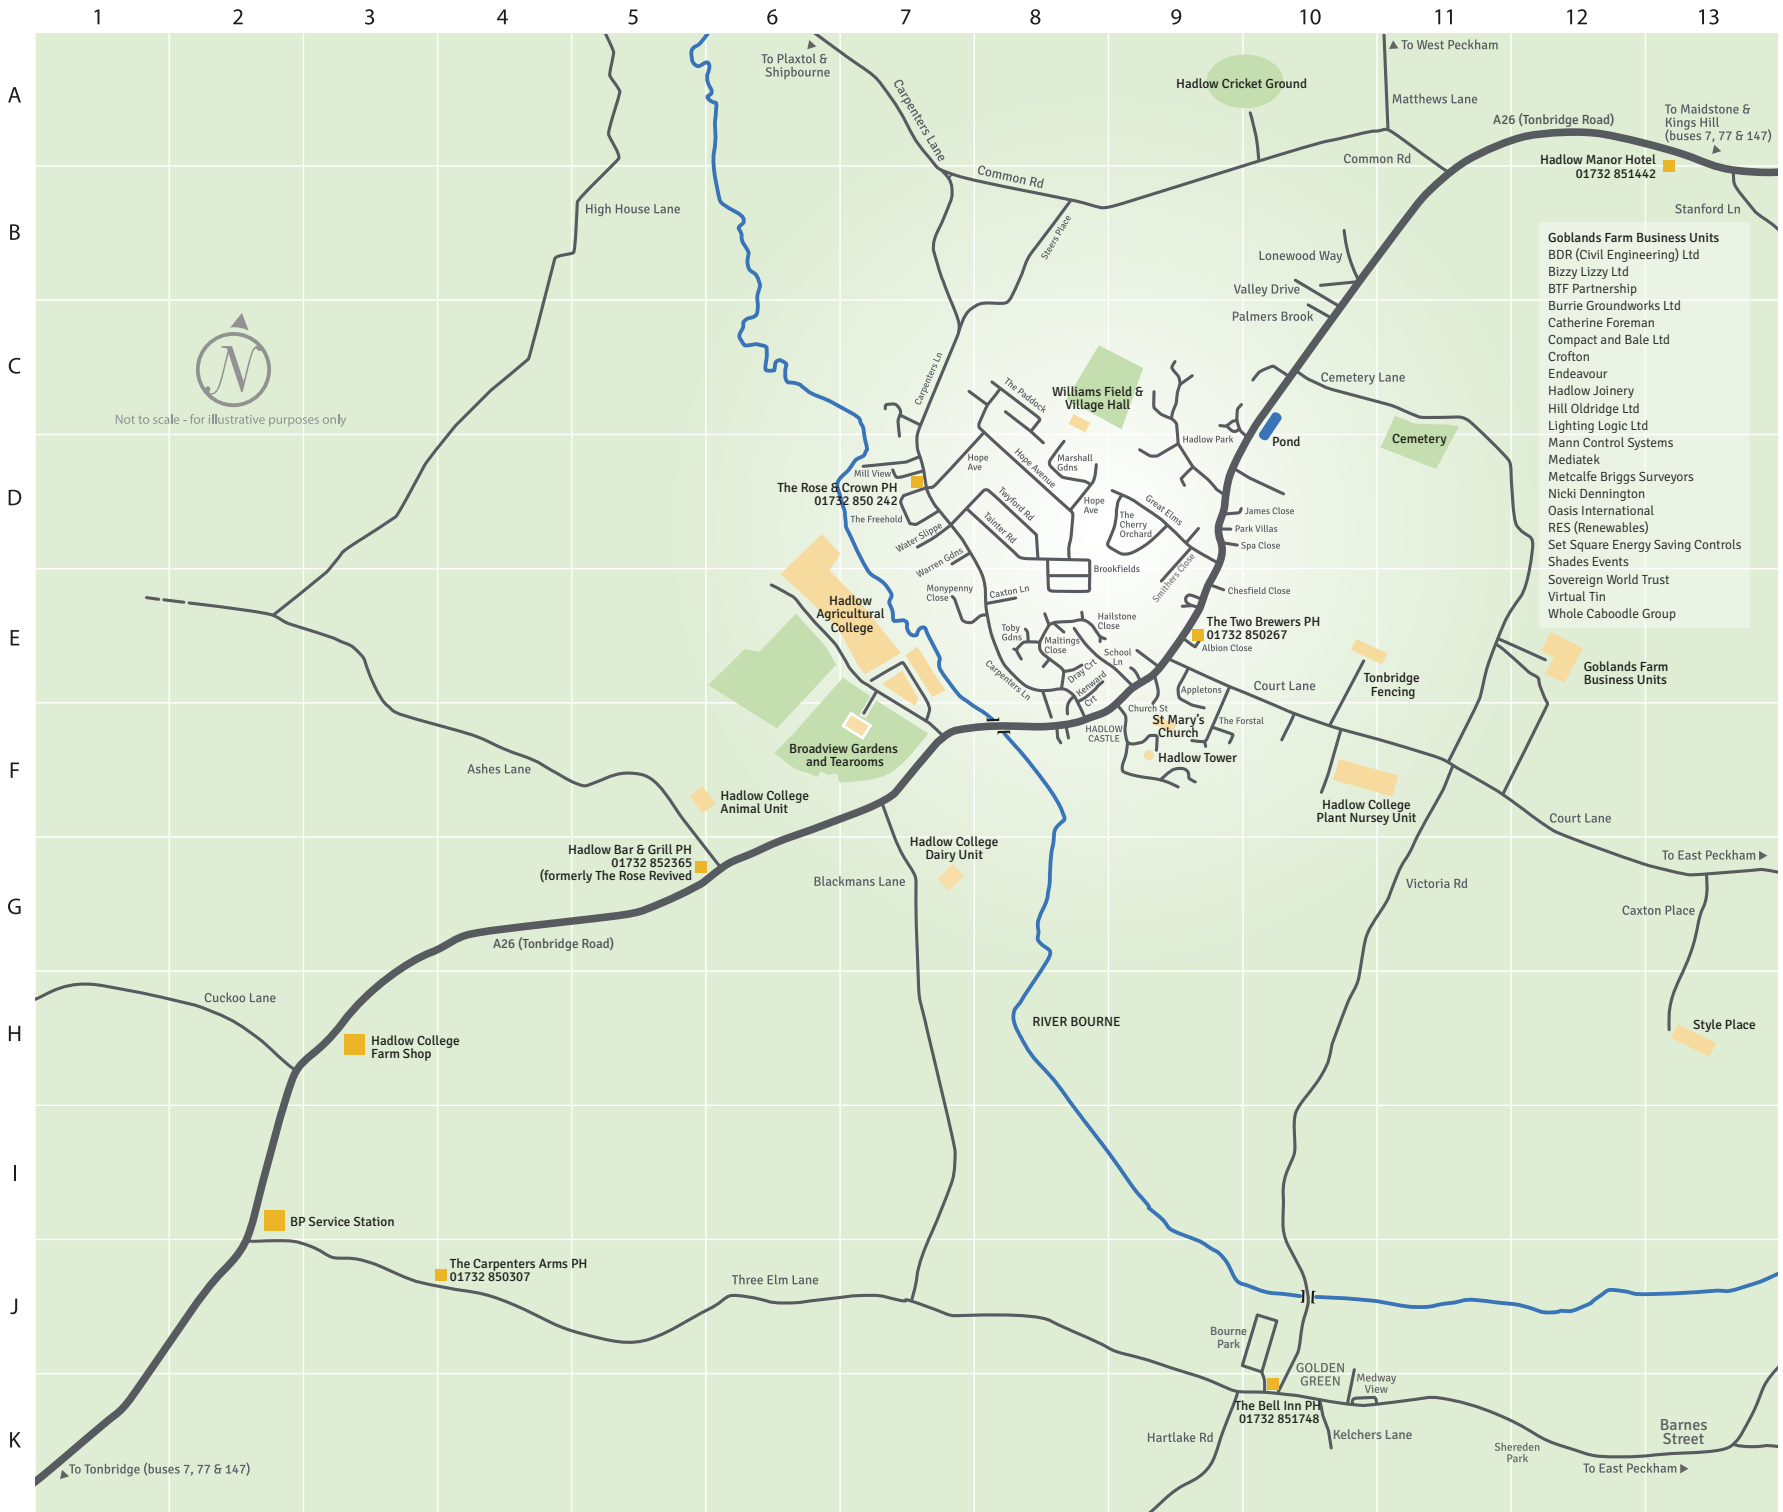 1 2 3 4 5 6 7 8 9 10 11 12 13
A
B
C
D
E
F
G
H
I
J
K
To Plaxtol &
Shipbourne
Carpenters Lane
Hadlow Cricket Ground
To West Peckham
Matthews Lane
A26 (Tonbridge Road)
To Maidstone &
Kings Hill
(buses 7, 77 & 147)
Common Rd
Common Rd
Hadlow Manor Hotel
01732 851442
Stanford Ln
High House Lane
Steers Place
Lonewood Way
Valley Drive
Palmers Brook
Goblands Farm Business Units
BDR (Civil Engineering) Ltd
Bizzy Lizzy Ltd
BTF Partnership
Burrie Groundworks Ltd
Catherine Foreman
Compact and Bale Ltd
Crofton
Endeavour
Hadlow Joinery
Hill Oldridge Ltd
Lighting Logic Ltd
Mann Control Systems
Mediatek
Metcalfe Briggs Surveyors
Nicki Dennington
Oasis International
RES (Renewables)
Set Square Energy Saving Controls
Shades Events
Sovereign World Trust
Virtual Tin
Whole Caboodle Group
N
Not to scale - for illustrative purposes only
Carpenters Ln
The Paddock
Williams Field &
Village Hall
Cemetery Lane
Cemetery
Hadlow Park
Pond
Mill View
The Rose & Crown PH
01732 850 242
The Freehold
Hope
Ave
Hope Avenue
Marshall
Gdns
Hope
Ave
Twyford Rd
Tainter Rd
Great Elms
The
Cherry
Orchard
James Close
Park Villas
Spa Close
Water Slippe
Warren Gdns
Brookfields
Smithers Close
Monypenny
Close
Caxton Ln
Chesfield Close
Hadlow
Agricultural
College
Toby
Gdns
Hailstone
Close
Maltings
Close
School
Ln
The Two Brewers PH
01732 850267
Albion Close
Carpenters Ln
Dray Crt
Kenward
Crt
Appletons
Court Lane
Tonbridge
Fencing
Goblands Farm
Business Units
Church St
HADLOW
CASTLE
St Mary's
Church
The Forstal
Hadlow Tower
Broadview Gardens
and Tearooms
Ashes Lane
Hadlow College
Animal Unit
Hadlow College
Plant Nursey Unit
Court Lane
Hadlow Bar & Grill PH
01732 852365
(formerly The Rose Revived
Hadlow College
Dairy Unit
Blackmans Lane
To East Peckham
Victoria Rd
Caxton Place
A26 (Tonbridge Road)
Cuckoo Lane
Hadlow College
Farm Shop
RIVER BOURNE
Style Place
BP Service Station
The Carpenters Arms PH
01732 850307
Three Elm Lane
Bourne
Park
GOLDEN
GREEN
Medway
View
The Bell Inn PH
01732 851748
Hartlake Rd
Kelchers Lane
Shereden
Park
Barnes
Street
To East Peckham
To Tonbridge (buses 7, 77 & 147)